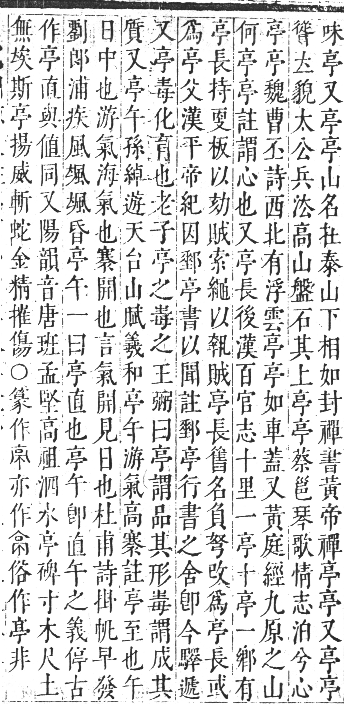 味亭又亭亭山名在泰山下相如封禪書黃帝禪亭亭又亭亭
聳立貌太公兵法高山盤石其上亭亭蔡邕琴歌情志泊兮心
亭亭魏曹丕詩西北有浮雲亭亭如車蓋又黃庭經九原之山
何亭亭註謂心也又亭長後漢百官志十里一亭十亭一鄉有
亭長持更板以劾賊索繩以執賊亭長舊名負弩改爲亭長或
爲亭父漢平帝紀因郵亭書以聞註郵亭行書之舍卽今驛遞
又亭毒化育也老子亭之毒之王弼曰亭謂品其形毒謂成其
質又亭午孫綽遊天台山賦羲和亭午游氣高褰註亭至也午
日中也游氣海氣也褰開也言氣開見日也杜甫詩掛帆早發
劉郎浦疾風颯颯昏亭午一曰亭直也亭午卽直午之義停古
作亭直與値同又陽韻音唐班孟堅高祖泗水亭碑寸木尺土
無埃斯亭揚威斬蛇金精摧傷○篆作𠅘亦作㐭俗作亭非